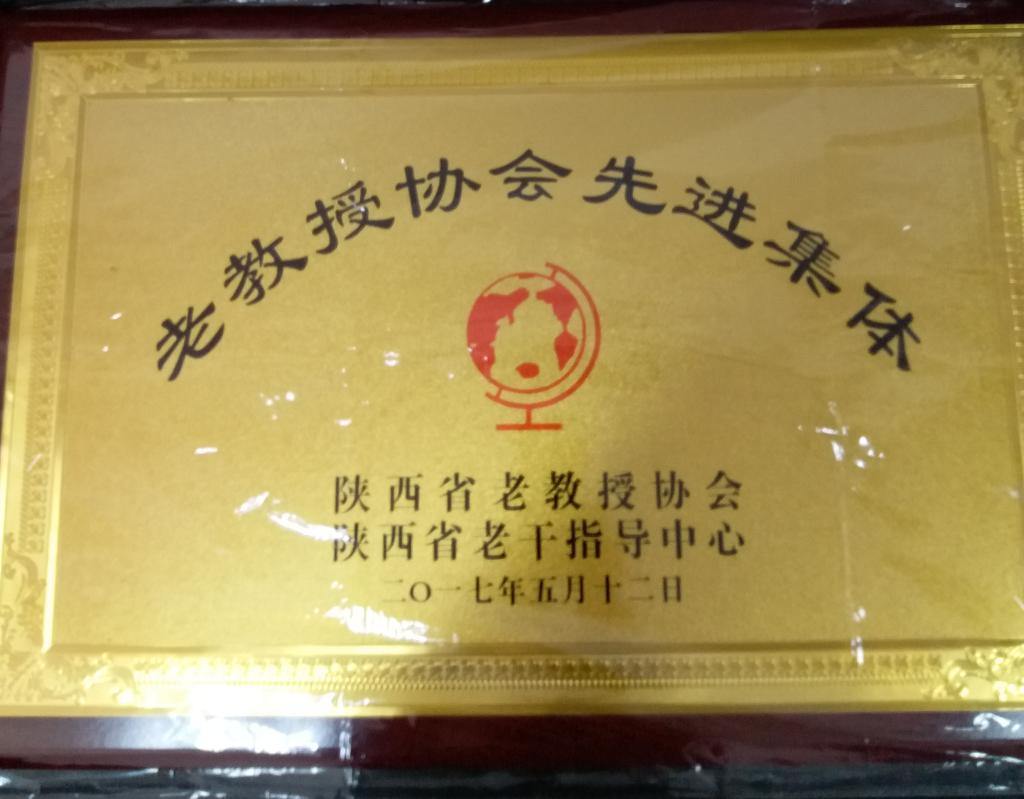 老教授协会先进集体
陕西省老教授协会
陕西省老干指导中心
二〇一七年五月十二日